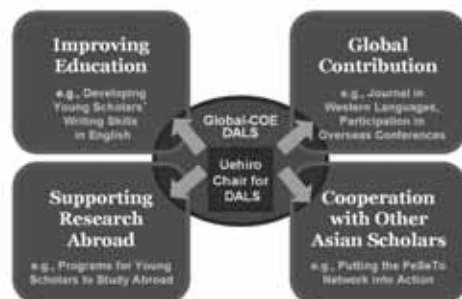 Improving
Education
e.g., Developing
Young Scholars'
Writing Skills
in English
Global
Contribution
e.g., Journal in
Western Languages,
Participation in
Overseas Conferences
Global-COE
DALS
Uehiro
Chair for
DALS
Supporting
Research
Abroad
e.g., Programs for Young
Scholars to Study Abroad
Cooperation
with Other
Asian Scholars
e.g., Putting the PeBeTo
Network into Action